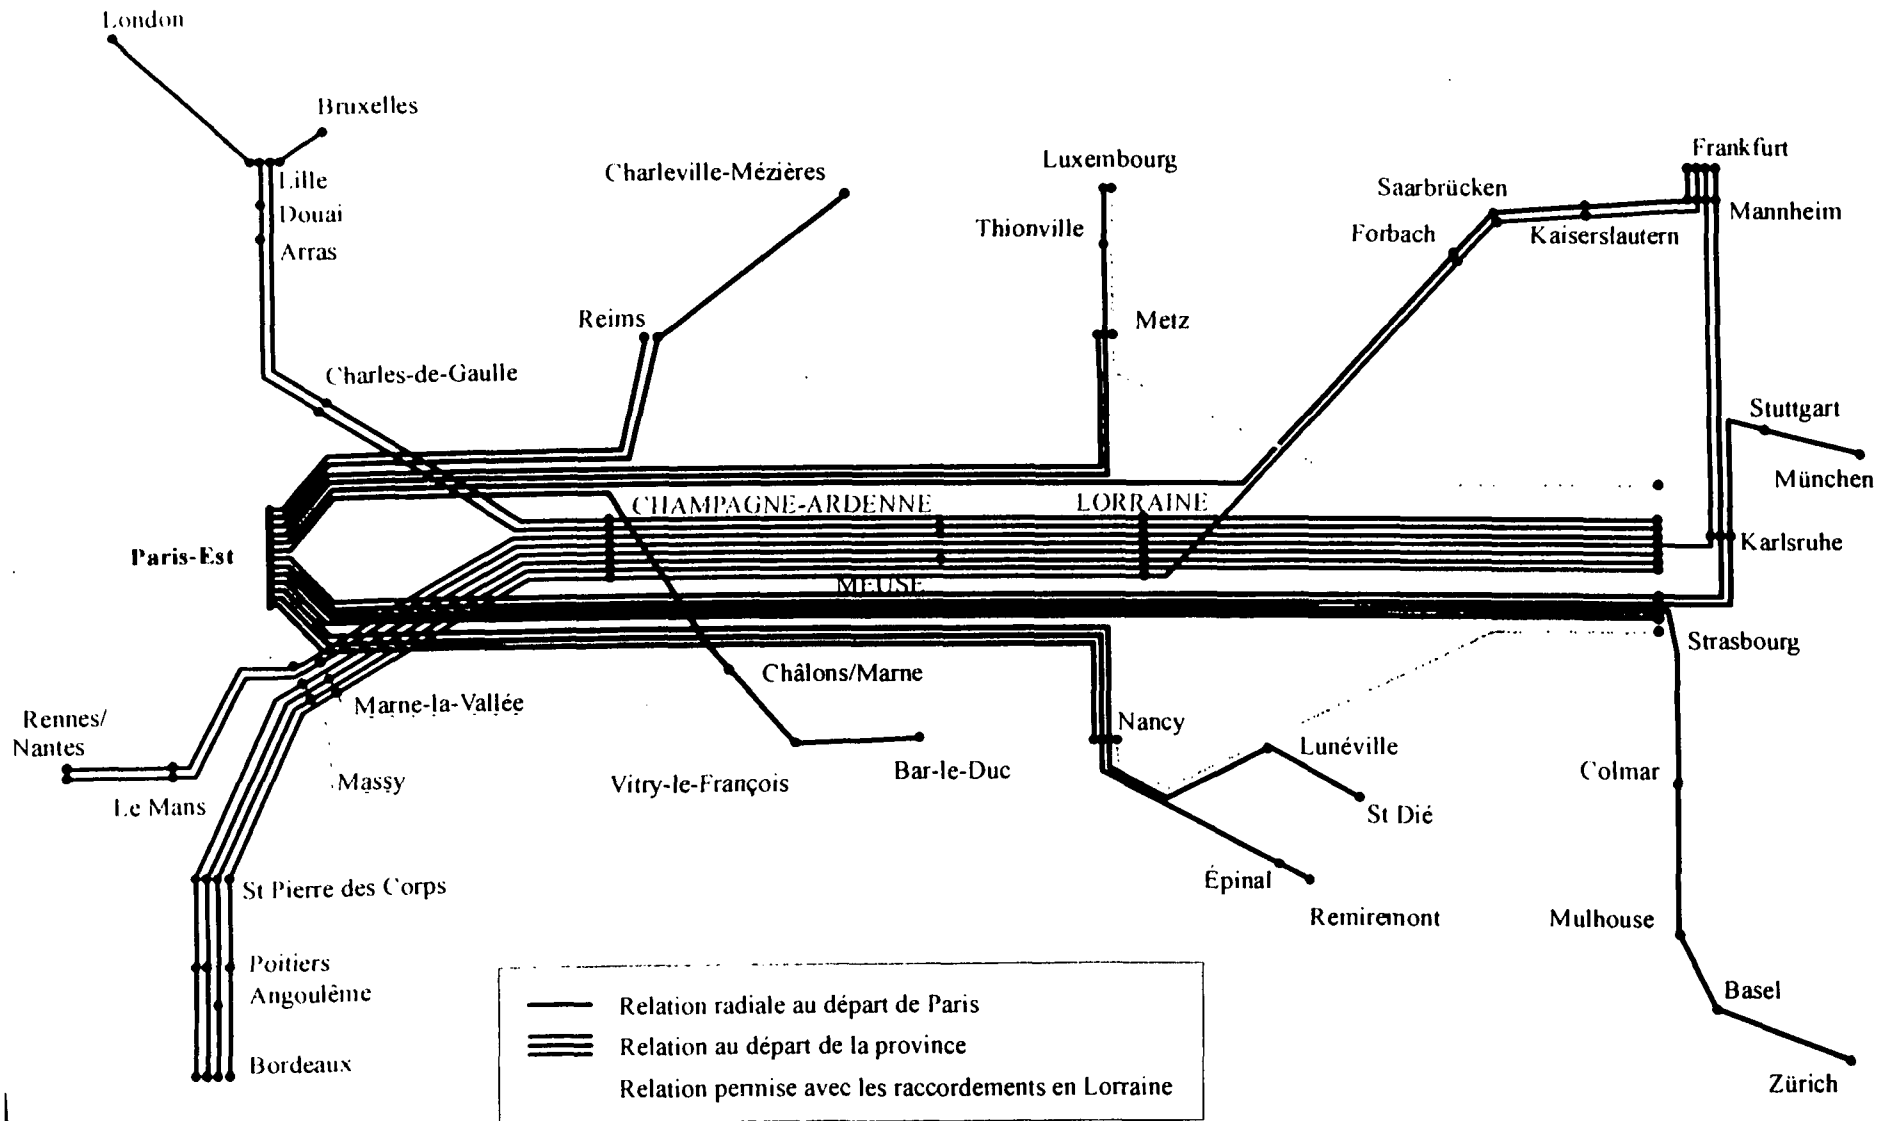 London
Bruxelles
Lille
Douai
Arras
Charles-de-Gaulle
Charleville-Mézières
Reims
Luxembourg
Thionville
Metz
Saarbrücken
Forbach
Kaiserslautern
Frankfurt
Mannheim
Stuttgart
München
Karlsruhe
CHAMPAGNE-ARDENNE
LORRAINE
Paris-Est
MEUSE
Strasbourg
Châlons/Marne
Marne-la-Vallée
Rennes/
Nantes
Le Mans
Massy
Vitry-le-François
Bar-le-Duc
Nancy
Lunéville
St Dié
Colmar
Épinal
Remiremont
Mulhouse
Basel
Zürich
St Pierre des Corps
Poitiers
Angoulême
Bordeaux
Relation radiale au départ de Paris
Relation au départ de la province
Relation permise avec les raccordements en Lorraine